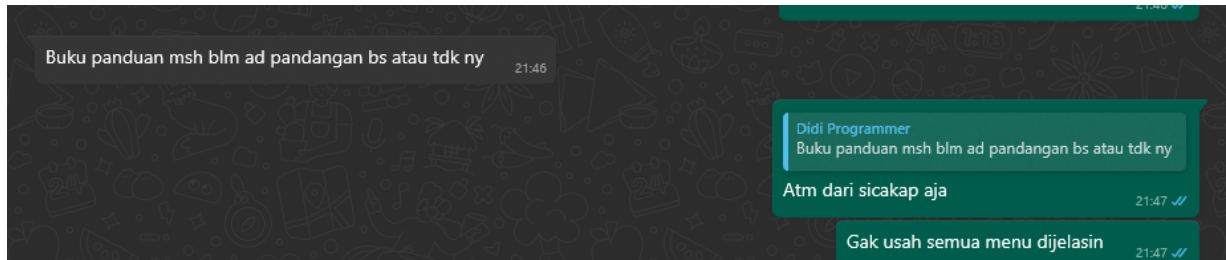 Buku panduan msh blm ad pandangan bs atau tdk ny
21:46
Didi Programmer
Buku panduan msh blm ad pandangan bs atau tdk ny
Atm dari sicakap aja
21:47
Gak usah semua menu dijelasin
21:47